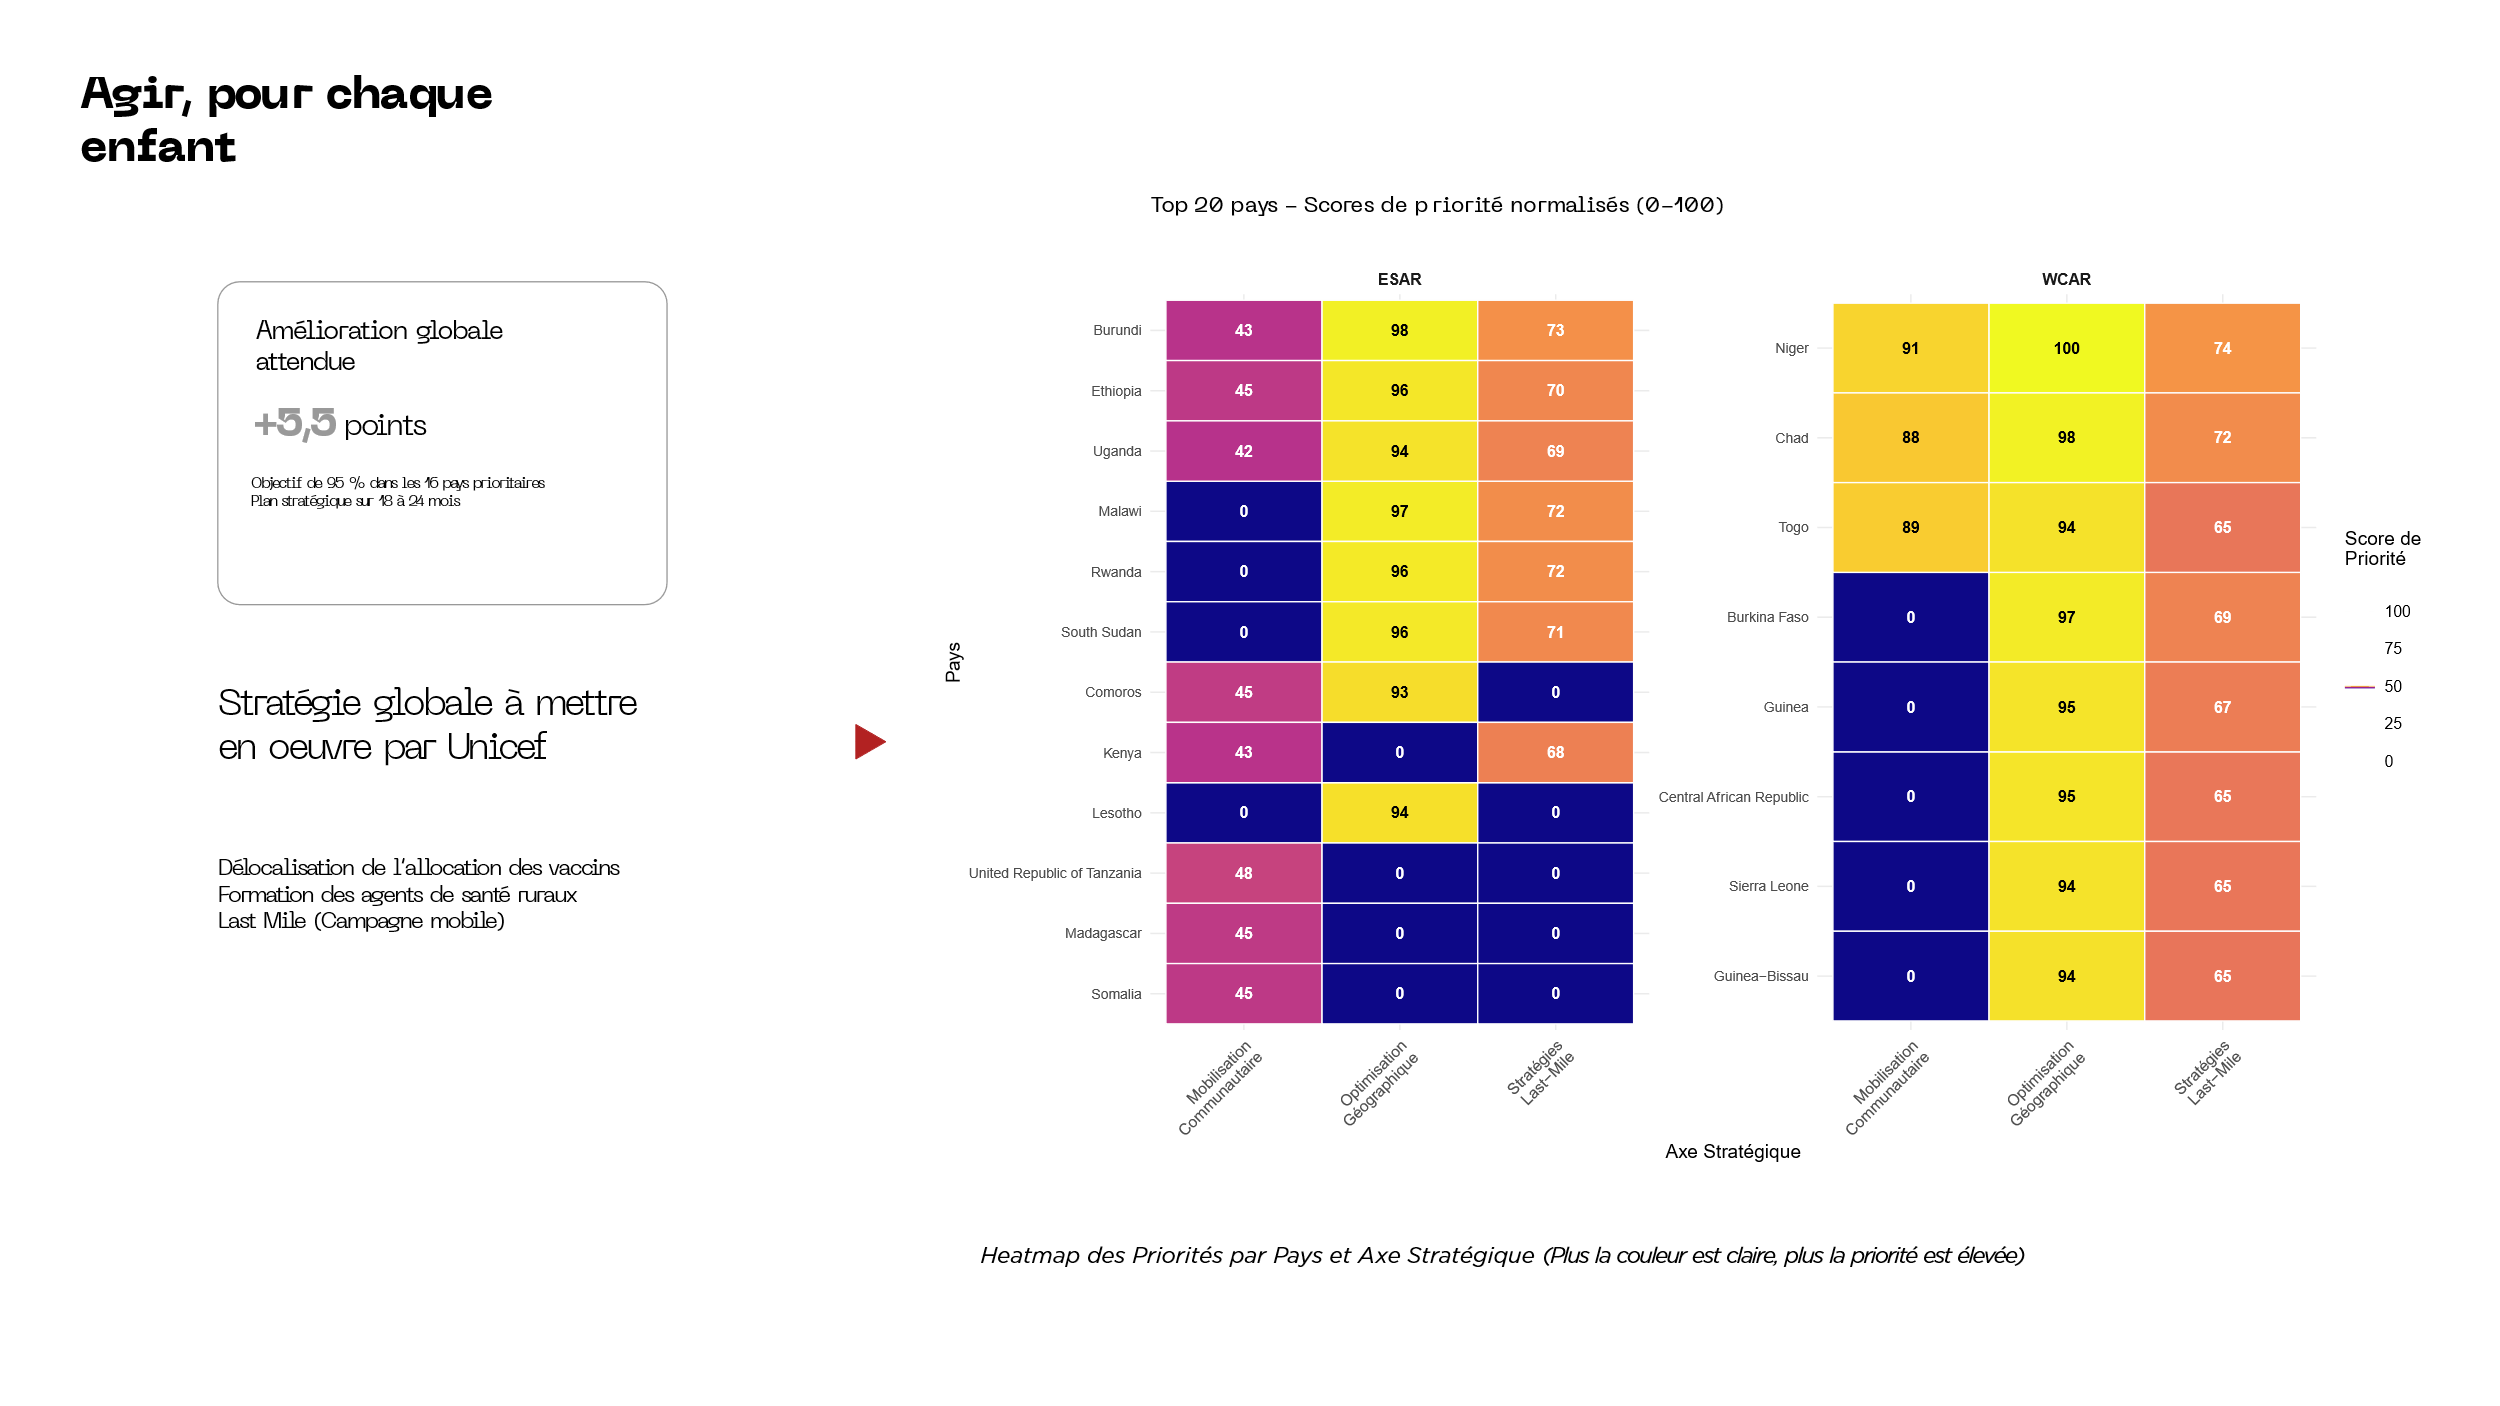 Agir, pour chaque
enfant
Amélioration globale
attendue
+5,5 points
Objectif de 95 % dans les 16 pays prioritaires
Plan stratégique sur 18 à 24 mois
Stratégie globale à mettre
en oeuvre par Unicef
Délocalisation de l'allocation des vaccins
Formation des agents de santé ruraux
Last Mile (Campagne mobile)
Top 20 pays – Scores de priorité normalisés (0–100)
ESAR
Pays
Burundi 43 98 73
Ethiopia 45 96 70
Uganda 42 94 69
Malawi 0 97 72
Rwanda 0 96 72
South Sudan 0 96 71
Comoros 45 93 0
Kenya 43 0 68
Lesotho 0 94 0
United Republic of Tanzania 48 0 0
Madagascar 45 0 0
Somalia 45 0 0
Mobilisation
Communautaire
Optimisation
Géographique
Stratégies
Last–Mile
WCAR
Niger 91 100 74
Chad 88 98 72
Togo 89 94 65
Burkina Faso 0 97 69
Guinea 0 95 67
Central African Republic 0 95 65
Sierra Leone 0 94 65
Guinea–Bissau 0 94 65
Mobilisation
Communautaire
Optimisation
Géographique
Stratégies
Last–Mile
Axe Stratégique
Score de
Priorité
100
75
50
25
0
Heatmap des Priorités par Pays et Axe Stratégique (Plus la couleur est claire, plus la priorité est élevée)